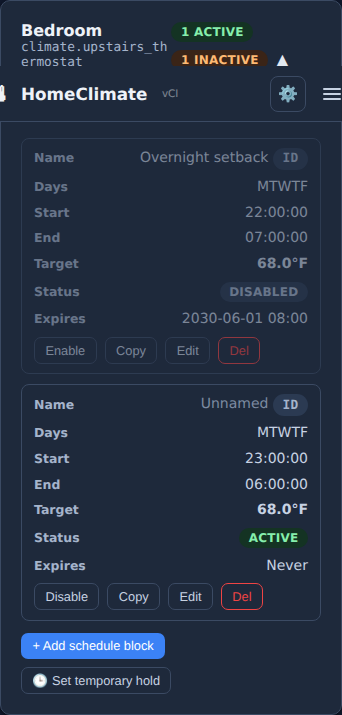 Bedroom 1 ACTIVE
climate.upstairs_th
ermostat 1 INACTIVE ▲
HomeClimate vCI
Name Overnight setback ID
Days MTWTF
Start 22:00:00
End 07:00:00
Target 68.0°F
Status DISABLED
Expires 2030-06-01 08:00
Enable Copy Edit Del
Name Unnamed ID
Days MTWTF
Start 23:00:00
End 06:00:00
Target 68.0°F
Status ACTIVE
Expires Never
Disable Copy Edit Del
+ Add schedule block
🕒 Set temporary hold